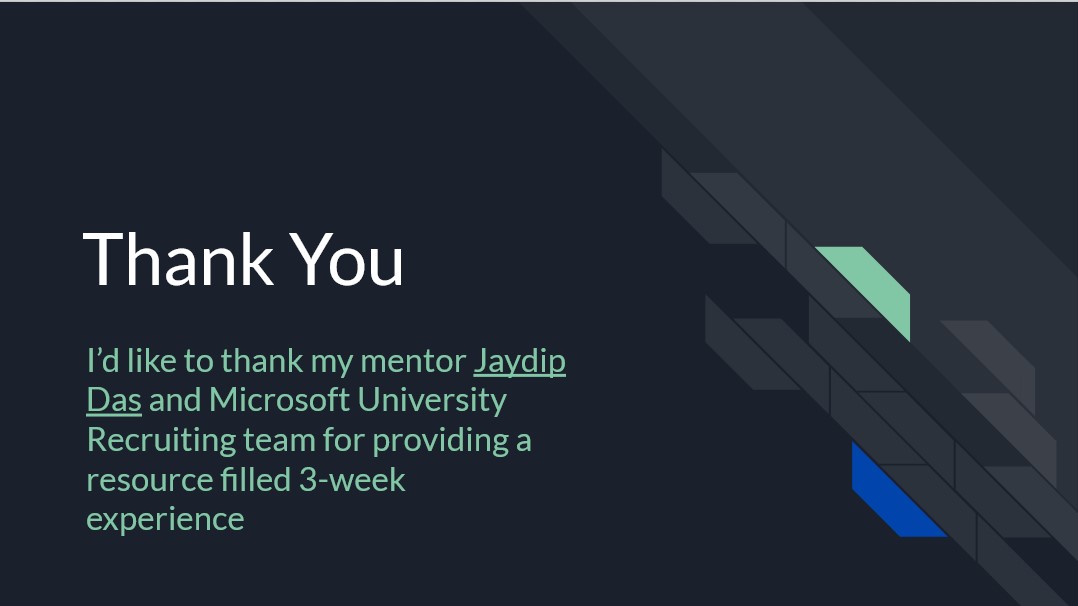 Thank You
I’d like to thank my mentor Jaydip
Das and Microsoft University
Recruiting team for providing a
resource filled 3-week
experience